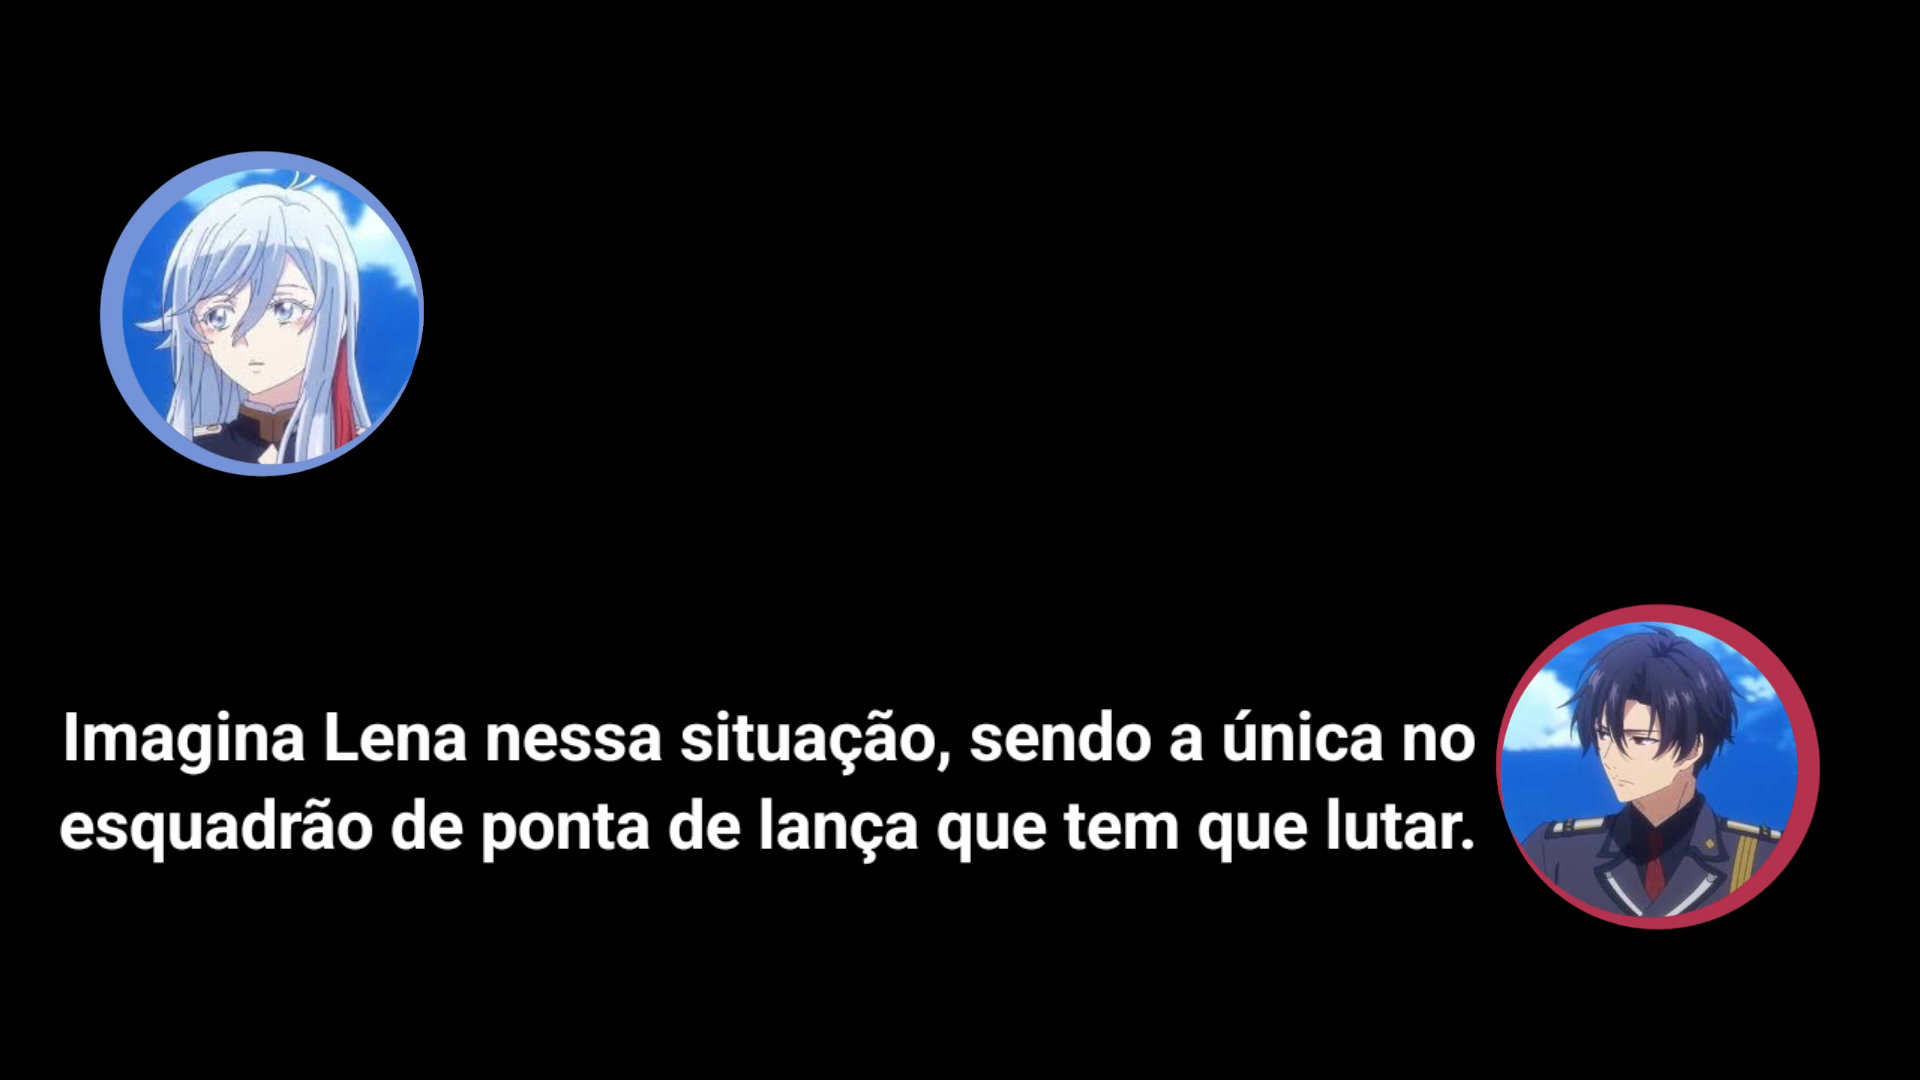 Imagina Lena nessa situação, sendo a única no
esquadrão de ponta de lança que tem que lutar.